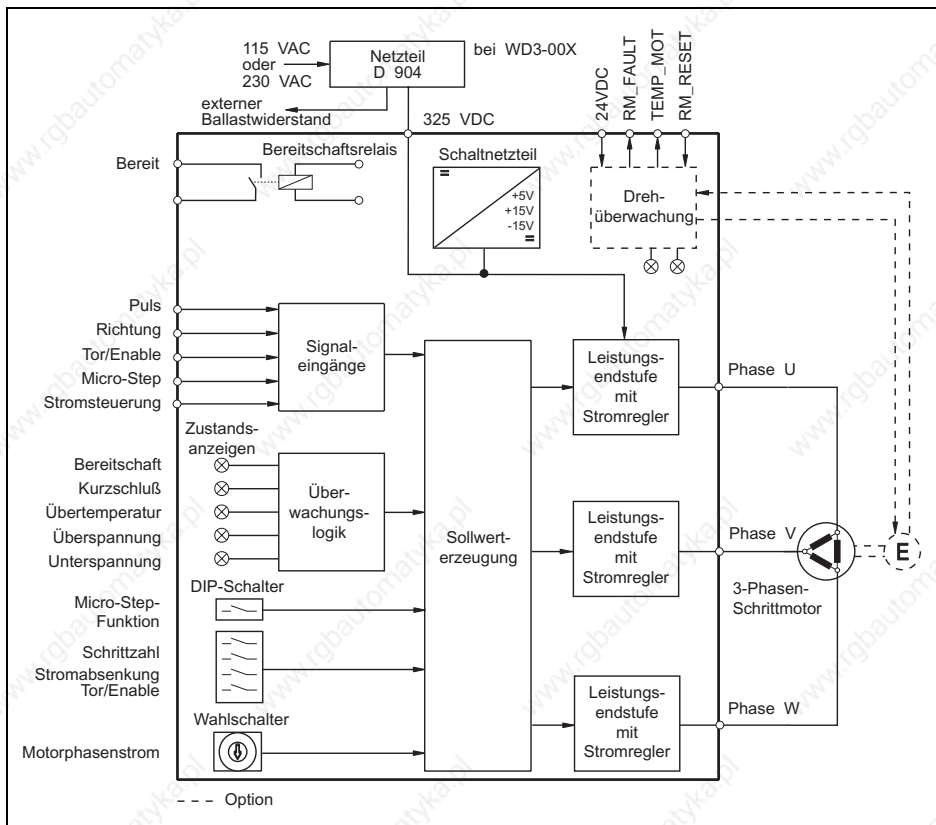 115 VAC
oder
230 VAC
Netzteil
D 904
bei WD3-00X
externer
Ballastwiderstand
325 VDC
24VDC
RM_FAULT
TEMP_MOT
RM_RESET
Bereit
Bereitschaftsrelais
Schaltnetzteil
+5V
+15V
-15V
Dreh-
überwachung
Puls
Richtung
Tor/Enable
Micro-Step
Stromsteuerung
Signal-
eingänge
Leistungs-
endstufe
mit
Stromregler
Phase U
Zustands-
anzeigen
Bereitschaft
Kurzschluß
Übertemperatur
Überspannung
Unterspannung
Über-
wachungs-
logik
Sollwert-
erzeugung
Leistungs-
endstufe
mit
Stromregler
Phase V
E
3-Phasen-
Schrittmotor
DIP-Schalter
Micro-Step-
Funktion
Schrittzahl
Stromabsenkung
Tor/Enable
Wahlschalter
Motorphasenstrom
Leistungs-
endstufe
mit
Stromregler
Phase W
--- Option
www.rgbautomatyka.pl